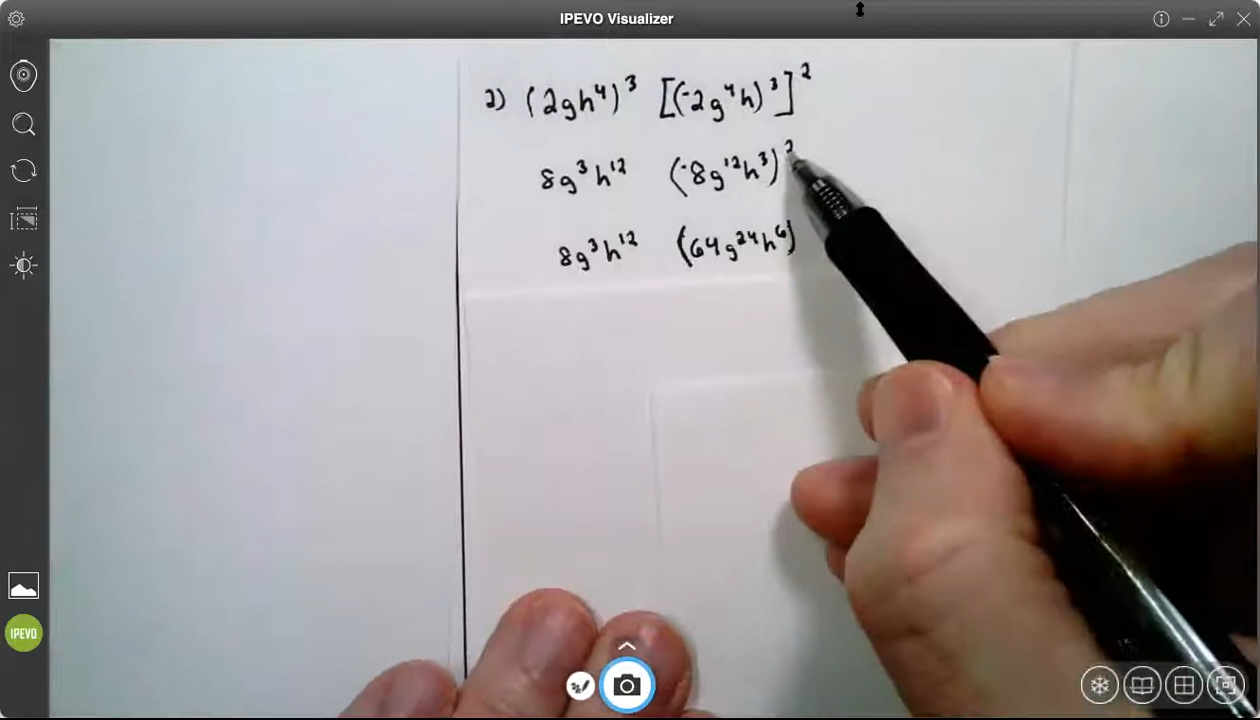 IPEVO Visualizer
2) (2gh⁴)³ [(-2g⁴h)³]²
8g³h¹² (-8g¹²h³)²
8g³h¹² (64g²⁴h⁶)
IPEVO